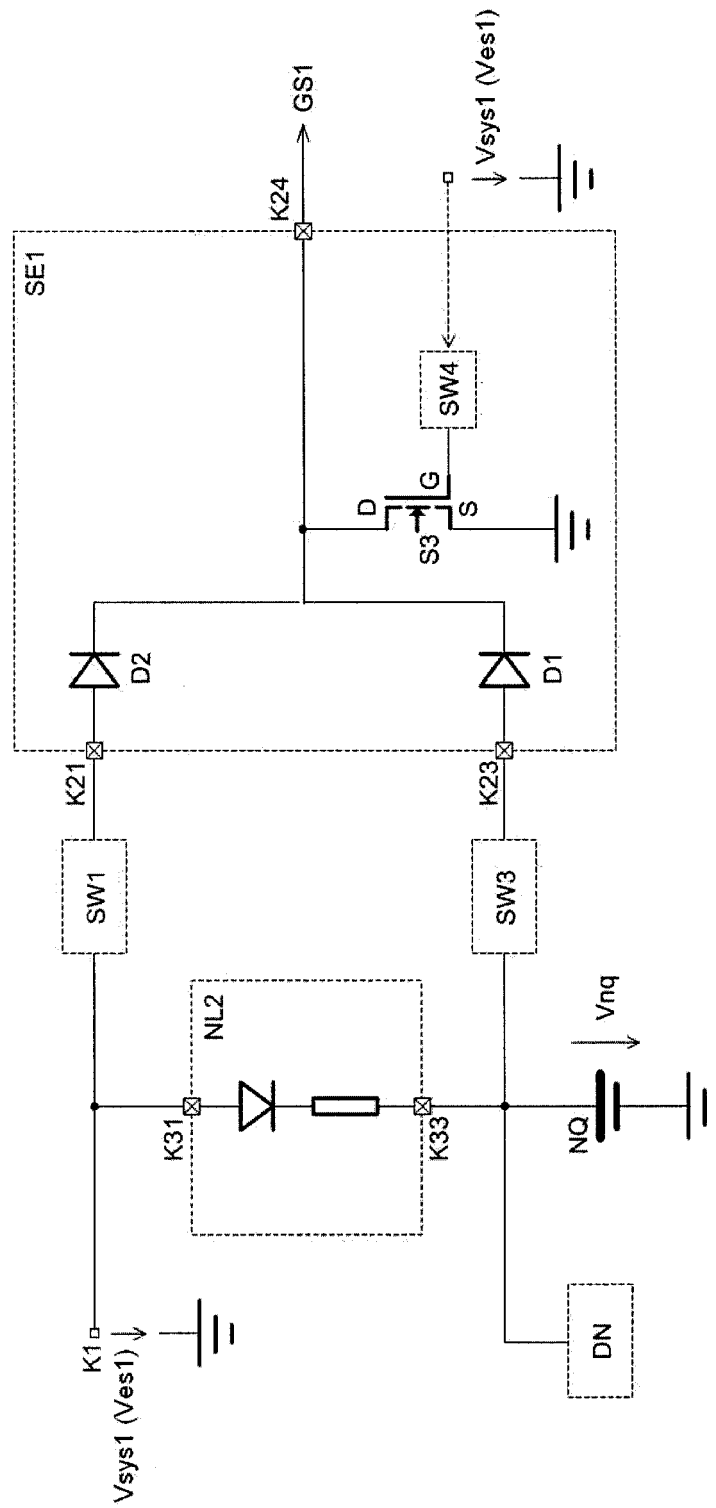 K1
Vsys1 (Ves1)
SW1
K21
D2
SE1
K24
GS1
K31
NL2
K33
D
G
S
S3
SW4
Vsys1 (Ves1)
DN
NQ
Vnq
SW3
K23
D1